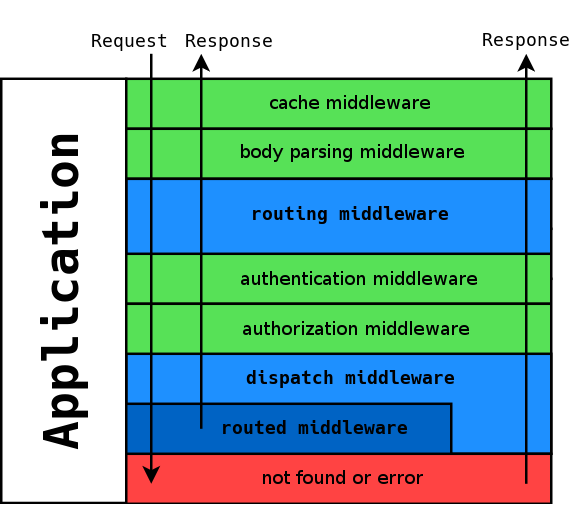 Request Response Response
Application
cache middleware
body parsing middleware
routing middleware
authentication middleware
authorization middleware
dispatch middleware
routed middleware
not found or error